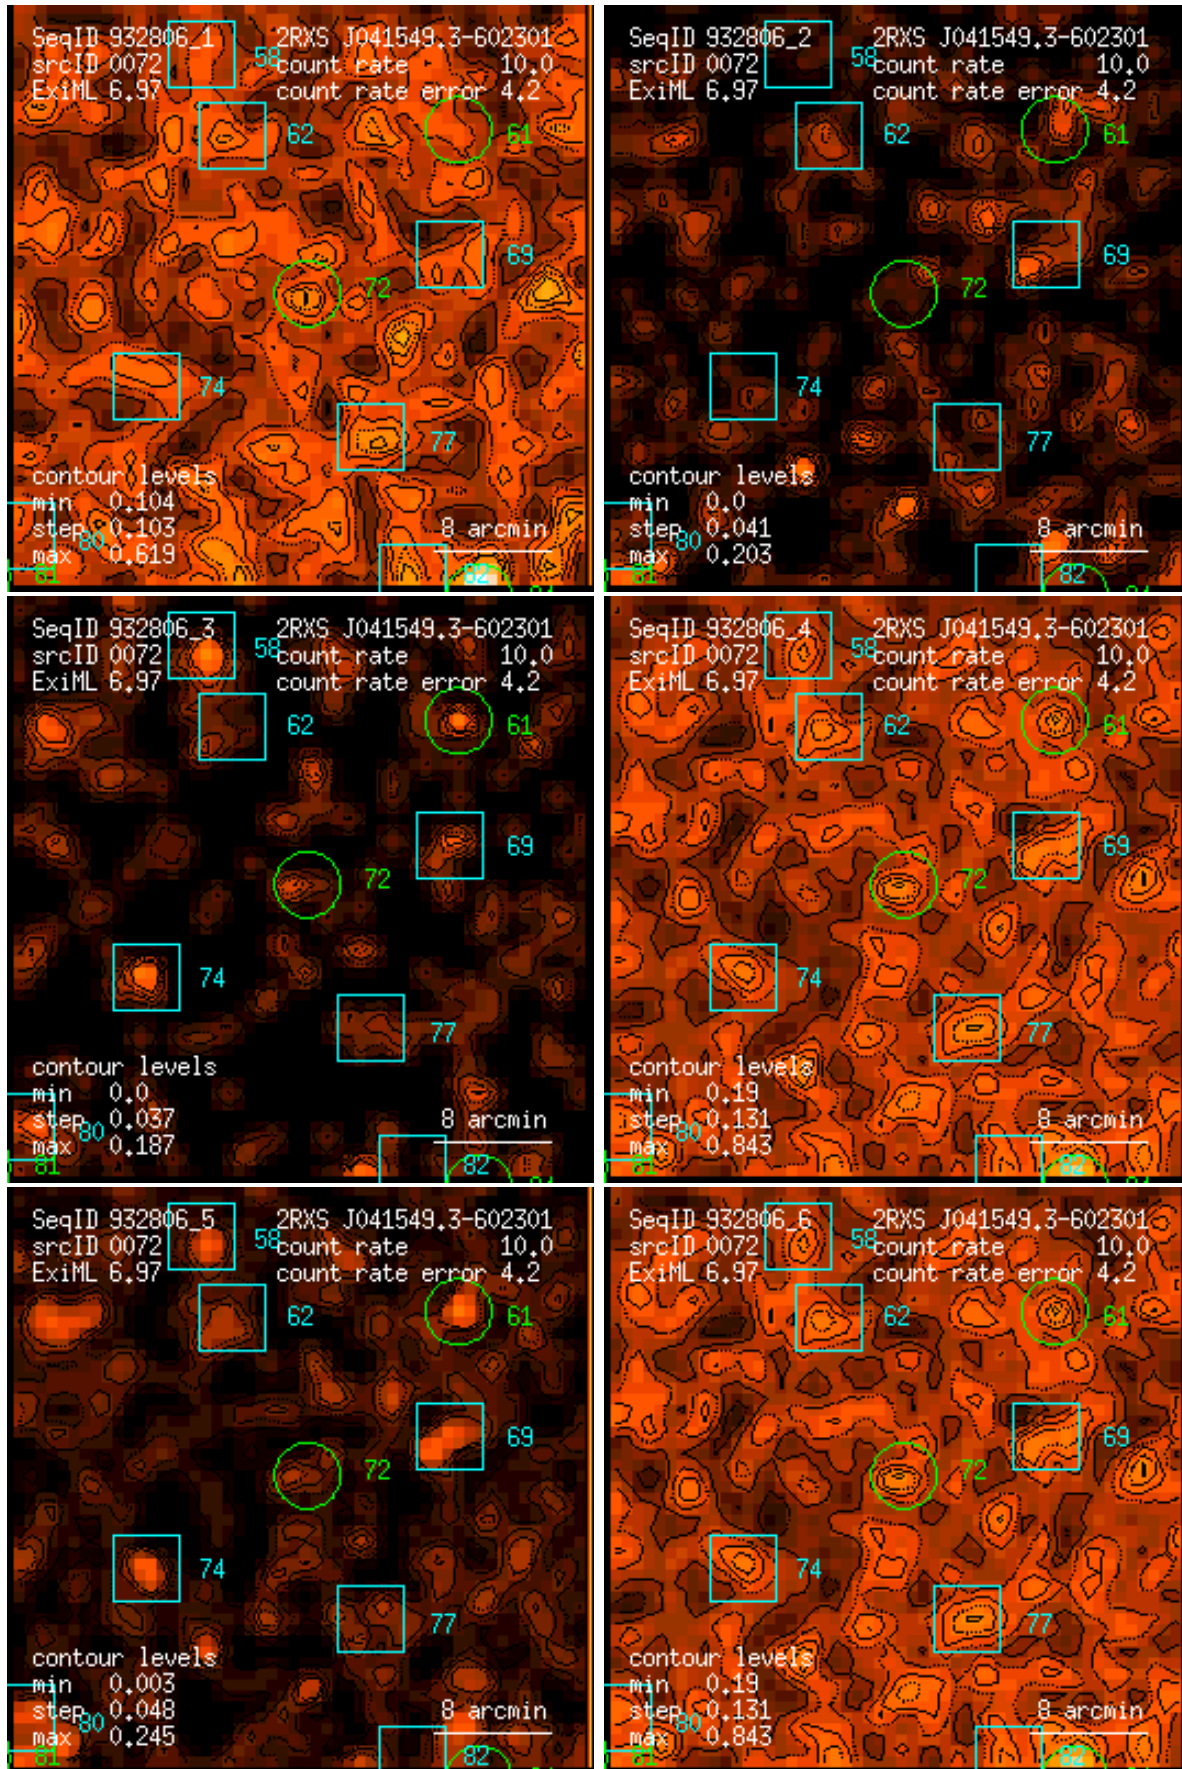 SeqID 932806_1 2RXS J041549.3-602301
srcID 0072 58 count rate 10.0
ExiML 6.97 count rate error 4.2
62 61
69
72
74
77
contour levels
min 0.104
step 0.103 8 arcmin
80
max 0.619
81 82
SeqID 932806_2 2RXS J041549.3-602301
srcID 0072 58 count rate 10.0
ExiML 6.97 count rate error 4.2
62 61
69
72
74
77
contour levels
min 0.0
step 0.041 8 arcmin
80
max 0.203
81 82
SeqID 932806_3 2RXS J041549.3-602301
srcID 0072 58 count rate 10.0
ExiML 6.97 count rate error 4.2
62 61
69
72
74
77
contour levels
min 0.0
step 0.037 8 arcmin
80
max 0.187
81 82
SeqID 932806_4 2RXS J041549.3-602301
srcID 0072 58 count rate 10.0
ExiML 6.97 count rate error 4.2
62 61
69
72
74
77
contour levels
min 0.19
step 0.131 8 arcmin
80
max 0.843
81 82
SeqID 932806_5 2RXS J041549.3-602301
srcID 0072 58 count rate 10.0
ExiML 6.97 count rate error 4.2
62 61
69
72
74
77
contour levels
min 0.003
step 0.048 8 arcmin
80
max 0.245
81 82
SeqID 932806_6 2RXS J041549.3-602301
srcID 0072 58 count rate 10.0
ExiML 6.97 count rate error 4.2
62 61
69
72
74
77
contour levels
min 0.19
step 0.131 8 arcmin
80
max 0.843
81 82